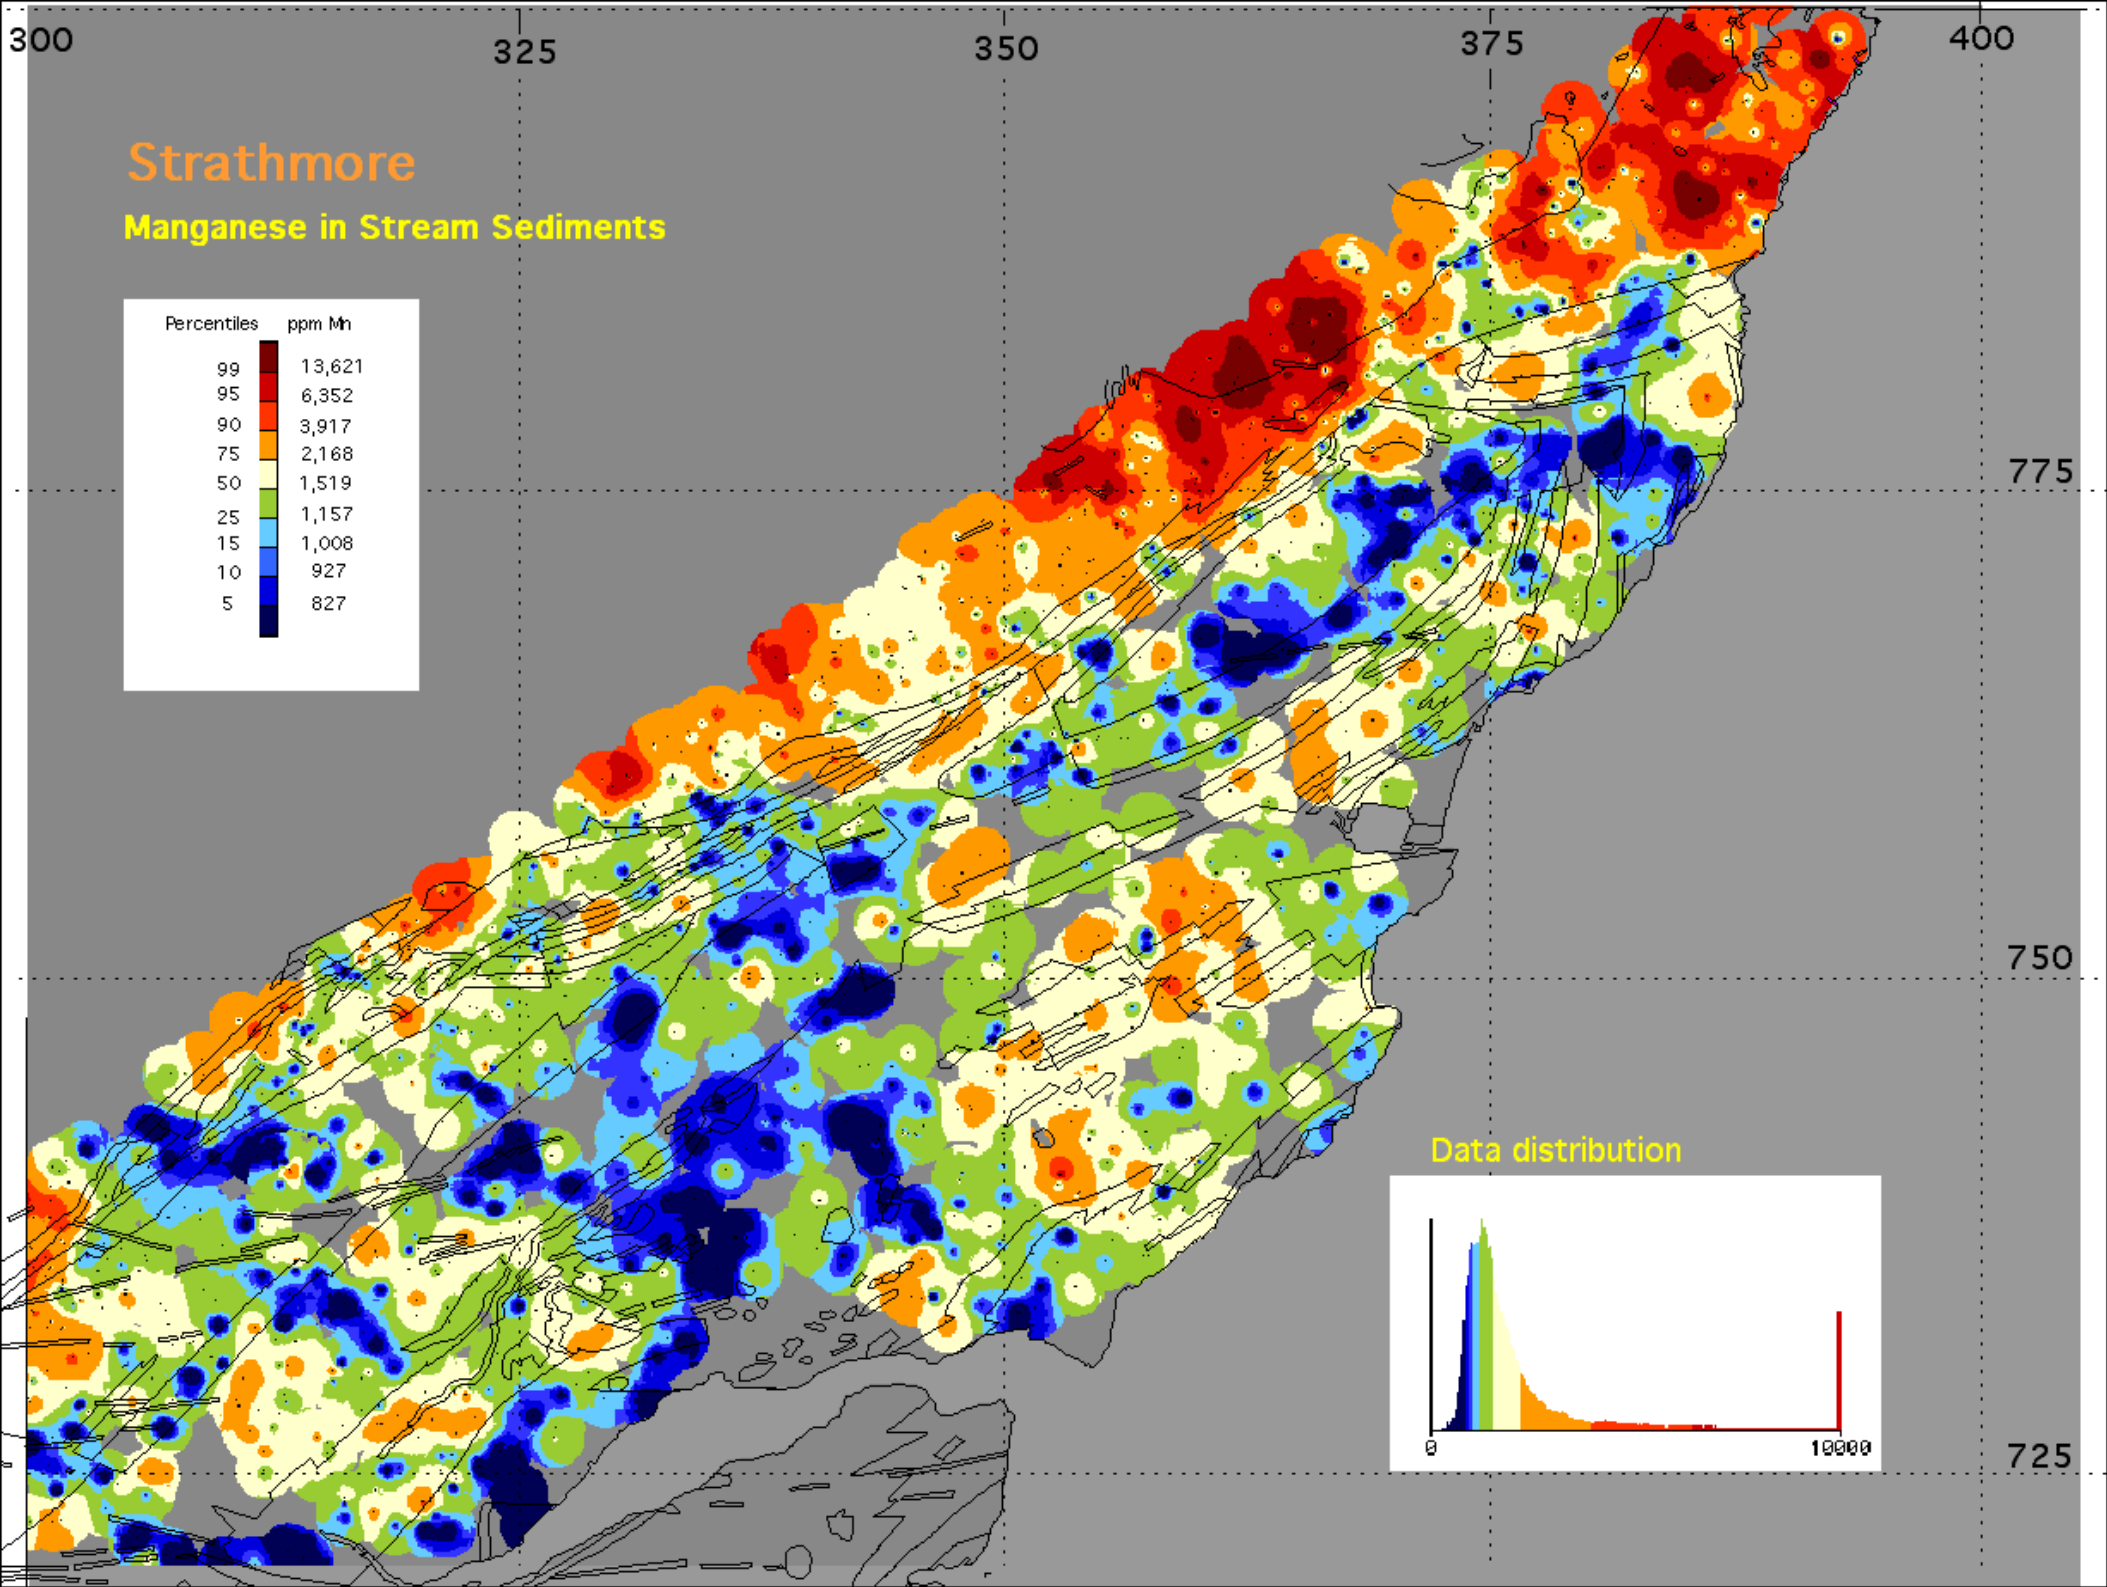 300 325 350 375 400
Strathmore
Manganese in Stream Sediments
Percentiles ppm Mn
99 13,621
95 6,352
90 3,917
75 2,168
50 1,519
25 1,157
15 1,008
10 927
5 827
775
750
Data distribution
0 10000
725